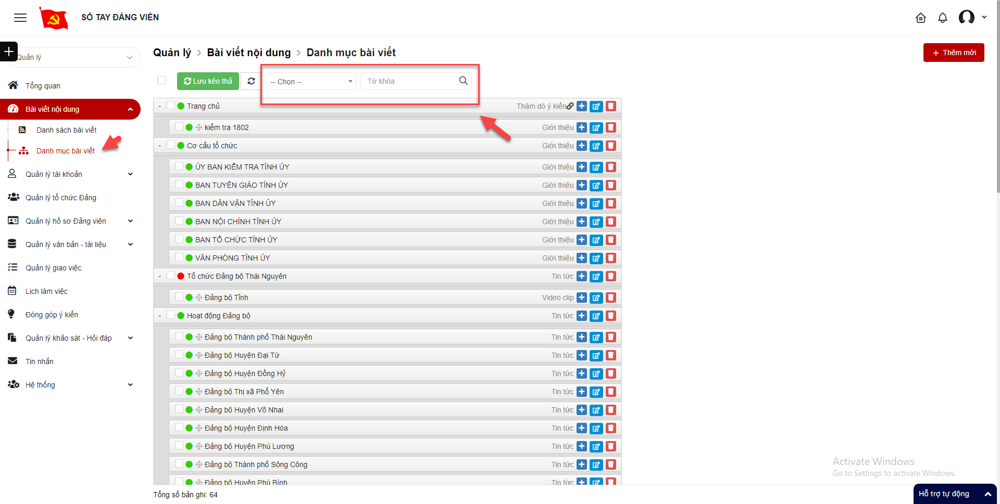 SỔ TAY ĐẢNG VIÊN
Quản lý
Tổng quan
Bài viết nội dung
Danh sách bài viết
Danh mục bài viết
Quản lý tài khoản
Quản lý tổ chức Đảng
Quản lý hồ sơ Đảng viên
Quản lý văn bản - tài liệu
Quản lý giao việc
Lịch làm việc
Đóng góp ý kiến
Quản lý khảo sát - Hỏi đáp
Tin nhắn
Hệ thống
Quản lý > Bài viết nội dung > Danh mục bài viết
+ Thêm mới
Lưu kéo thả
-- Chọn --
Từ khóa
- Trang chủ Thăm dò ý kiến
kiểm tra 1802 Giới thiệu
- Cơ cấu tổ chức Giới thiệu
ỦY BAN KIỂM TRA TỈNH ỦY Giới thiệu
BAN TUYÊN GIÁO TỈNH ỦY Giới thiệu
BAN DÂN VẬN TỈNH ỦY Giới thiệu
BAN NỘI CHÍNH TỈNH ỦY Giới thiệu
BAN TỔ CHỨC TỈNH ỦY Giới thiệu
VĂN PHÒNG TỈNH ỦY Giới thiệu
- Tổ chức Đảng bộ Thái Nguyên Tin tức
Đảng bộ Tỉnh Video clip
- Hoạt động Đảng bộ Tin tức
Đảng bộ Thành phố Thái Nguyên Tin tức
Đảng bộ Huyện Đại Từ Tin tức
Đảng bộ Huyện Đồng Hỷ Tin tức
Đảng bộ Thị xã Phổ Yên Tin tức
Đảng bộ Huyện Võ Nhai Tin tức
Đảng bộ Huyện Định Hóa Tin tức
Đảng bộ Huyện Phú Lương Tin tức
Đảng bộ Thành phố Sông Công Tin tức
Đảng bộ Huyện Phú Bình Tin tức
Tổng số bản ghi: 64
Activate Windows
Go to Settings to activate Windows.
Hỗ trợ tự động